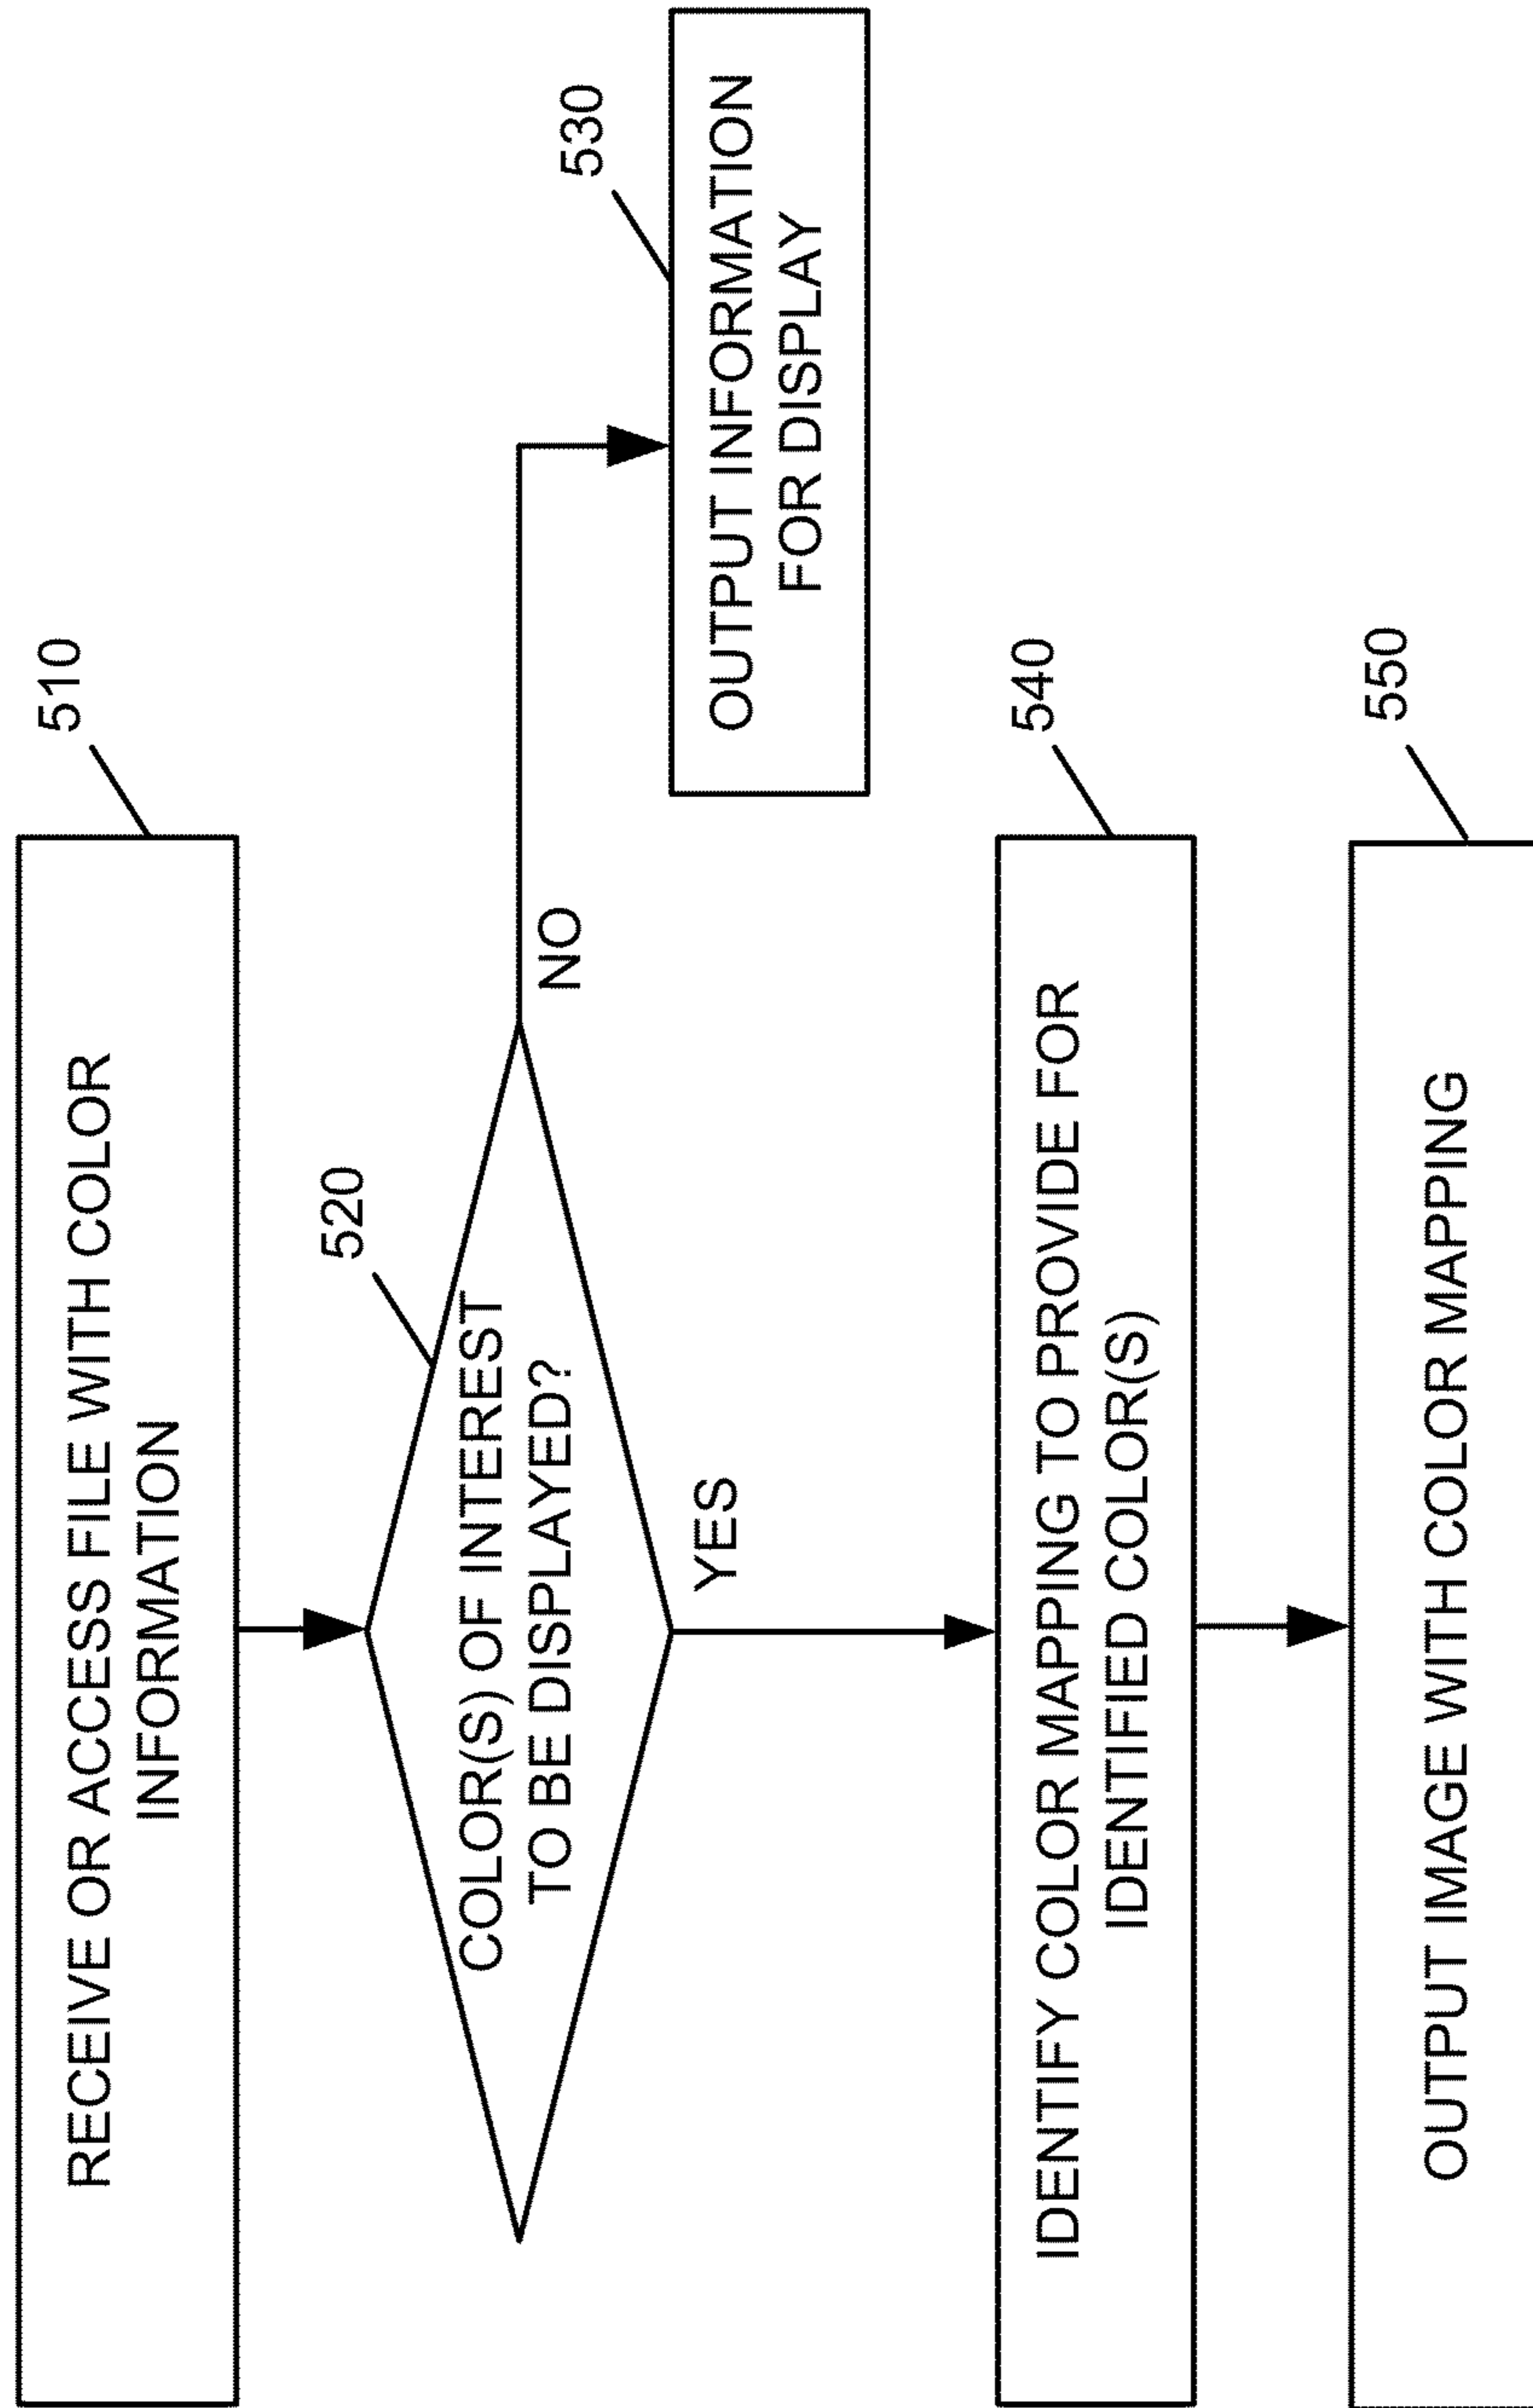 RECEIVE OR ACCESS FILE WITH COLOR
INFORMATION
510
COLOR(S) OF INTEREST
TO BE DISPLAYED?
520
NO
OUTPUT INFORMATION
FOR DISPLAY
530
YES
IDENTIFY COLOR MAPPING TO PROVIDE FOR
IDENTIFIED COLOR(S)
540
OUTPUT IMAGE WITH COLOR MAPPING
550